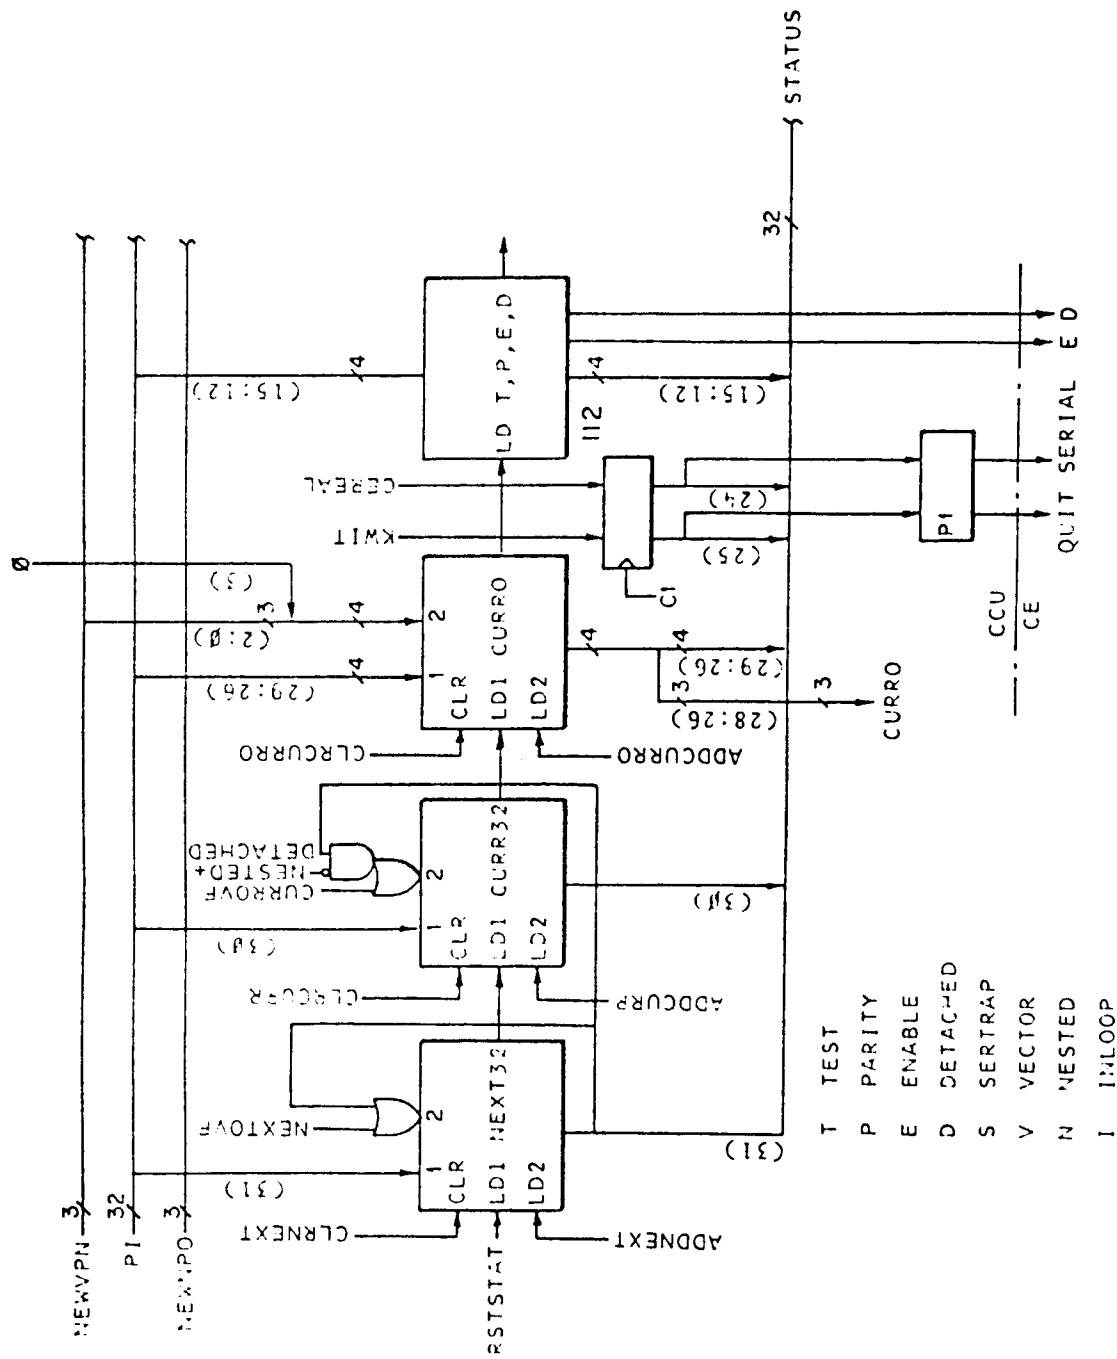 NEWVPN 3
PI 32
NEWNPO 3
Ø
(31)
(3Ø)
(29:26) 4
(2:Ø) 3 4
(3)
(15:12) 4
NEXTOVF
CURROVF
NESTED+
DETACHED
KWIT
CEREAL
CLRNEXT
RSTSTAT
ADDNEXT
1 2
CLR
LD1 NEXT32
LD2
CLRCURR
ADDCURR
1 2
CLR
LD1 CURR32
LD2
CLRCURRO
ADDCURRO
1 2
CLR
LD1 CURRO
LD2
C1
LD T,P,E,D
112
(31)
(3Ø)
4
3 4
(28:26) (29:26)
3
CURRO
(25)
(24)
4
(15:12)
32
STATUS
P1
CCU
CE
QUIT SERIAL E D
T TEST
P PARITY
E ENABLE
D DETACHED
S SERTRAP
V VECTOR
N NESTED
I INLOOP